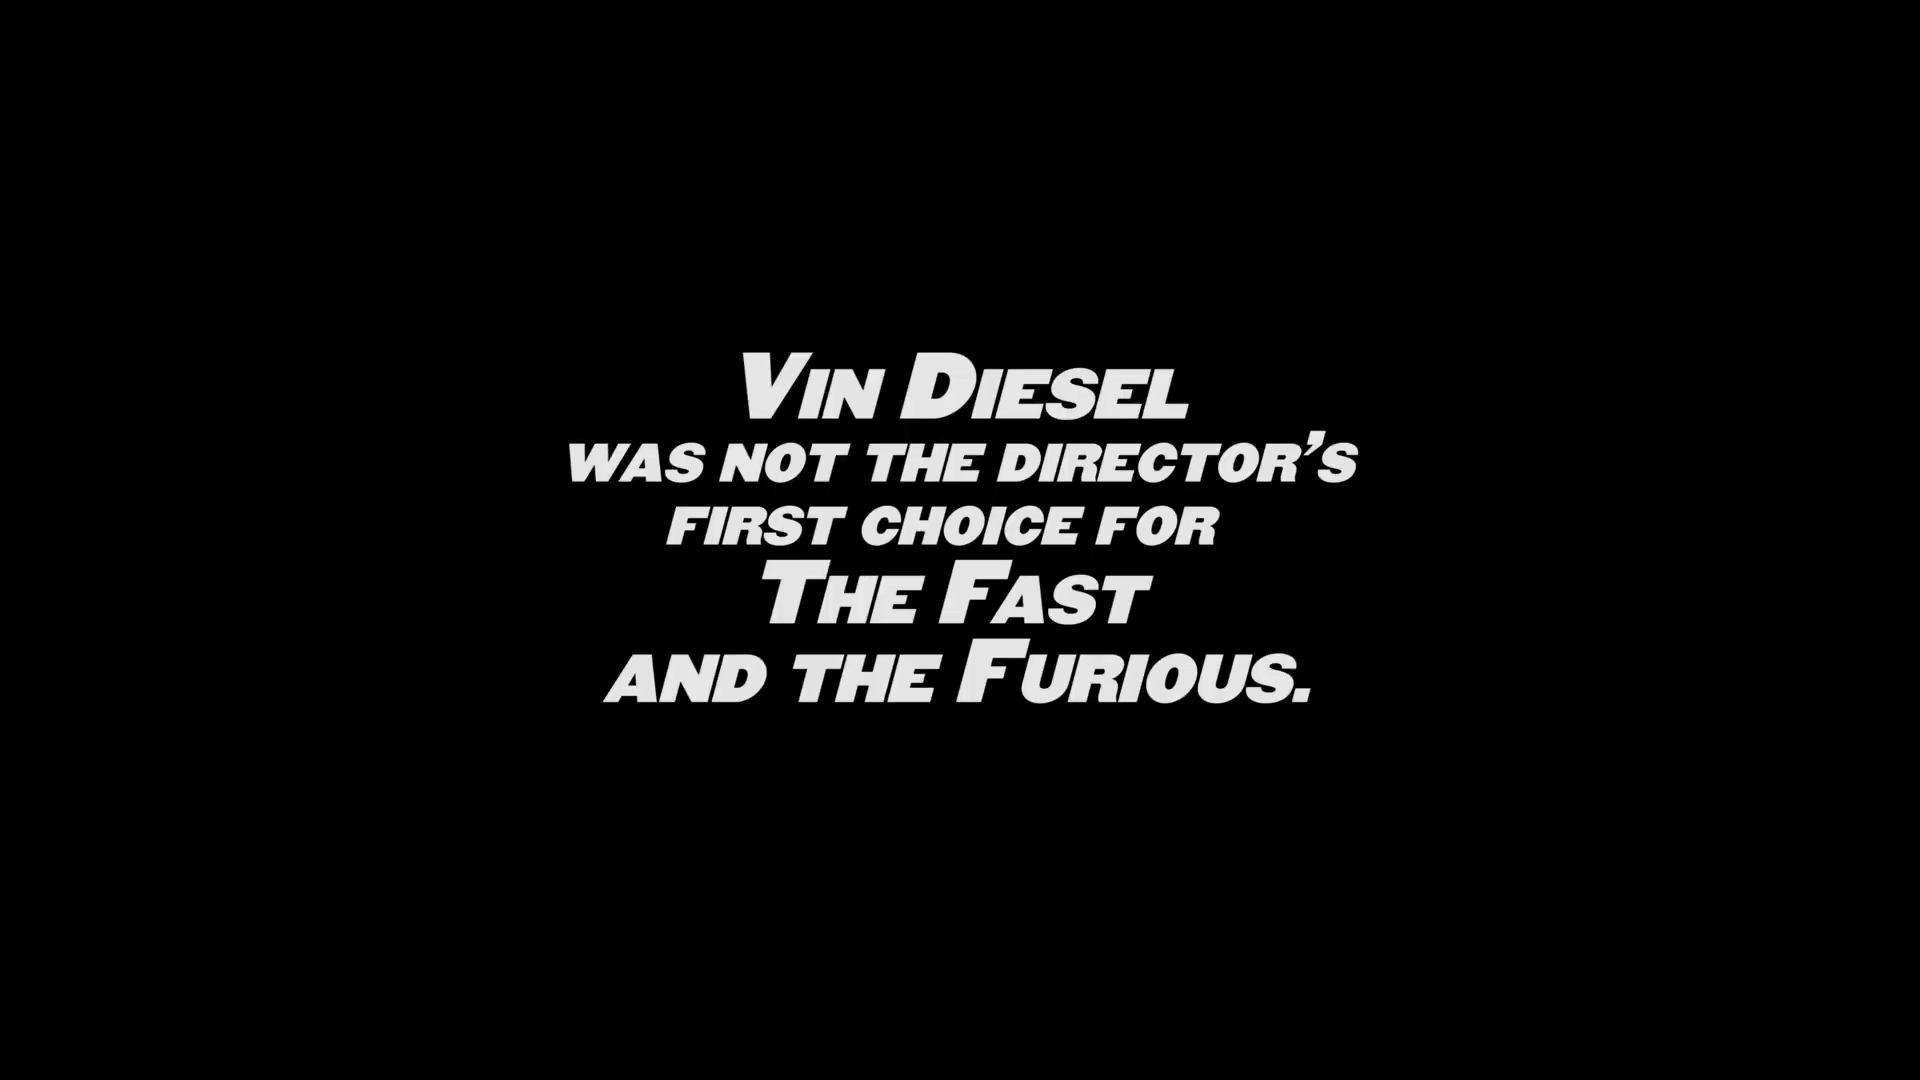 Vin Diesel
was not the director's
first choice for
The Fast
and the Furious.